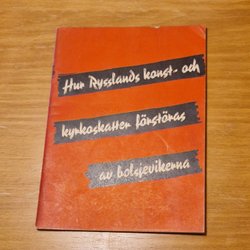 Hur Rysslands konst- och
kyrkoskatter förstöras
av bolsjevikerna